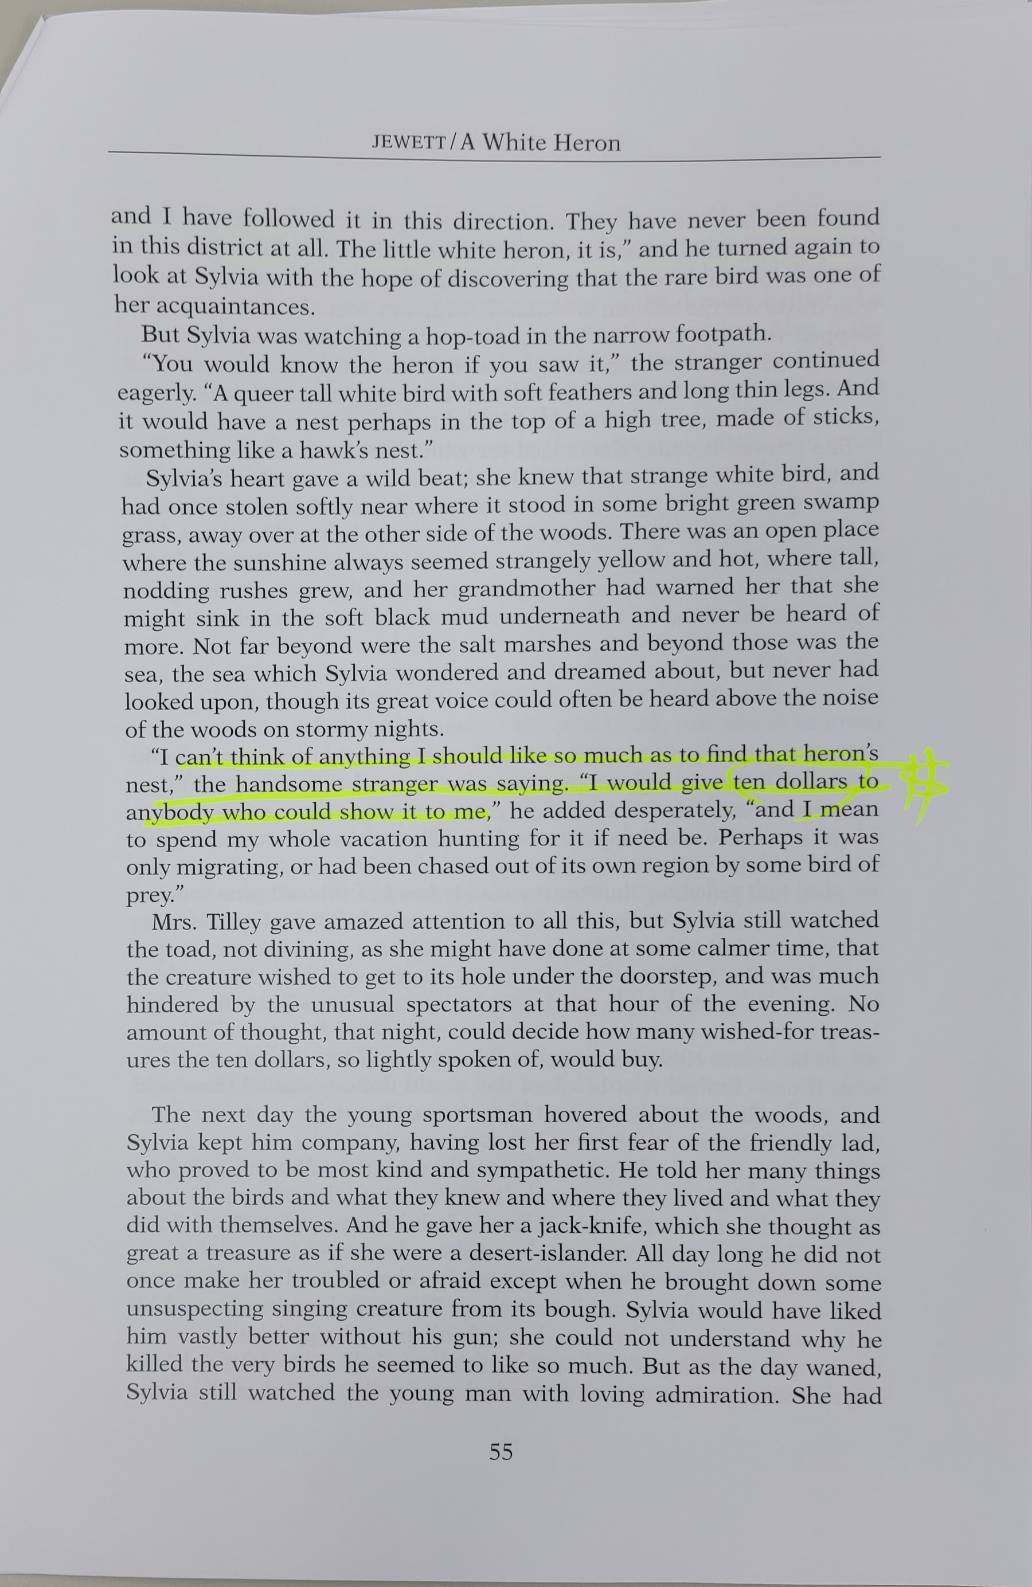 JEWETT / A White Heron
and I have followed it in this direction. They have never been found
in this district at all. The little white heron, it is,” and he turned again to
look at Sylvia with the hope of discovering that the rare bird was one of
her acquaintances.
But Sylvia was watching a hop-toad in the narrow footpath.
“You would know the heron if you saw it,” the stranger continued
eagerly. “A queer tall white bird with soft feathers and long thin legs. And
it would have a nest perhaps in the top of a high tree, made of sticks,
something like a hawk’s nest.”
Sylvia’s heart gave a wild beat; she knew that strange white bird, and
had once stolen softly near where it stood in some bright green swamp
grass, away over at the other side of the woods. There was an open place
where the sunshine always seemed strangely yellow and hot, where tall,
nodding rushes grew, and her grandmother had warned her that she
might sink in the soft black mud underneath and never be heard of
more. Not far beyond were the salt marshes and beyond those was the
sea, the sea which Sylvia wondered and dreamed about, but never had
looked upon, though its great voice could often be heard above the noise
of the woods on stormy nights.
“I can’t think of anything I should like so much as to find that heron’s
nest,” the handsome stranger was saying. “I would give ten dollars to
$
anybody who could show it to me,” he added desperately, “and I mean
to spend my whole vacation hunting for it if need be. Perhaps it was
only migrating, or had been chased out of its own region by some bird of
prey.”
Mrs. Tilley gave amazed attention to all this, but Sylvia still watched
the toad, not divining, as she might have done at some calmer time, that
the creature wished to get to its hole under the doorstep, and was much
hindered by the unusual spectators at that hour of the evening. No
amount of thought, that night, could decide how many wished-for treas-
ures the ten dollars, so lightly spoken of, would buy.
The next day the young sportsman hovered about the woods, and
Sylvia kept him company, having lost her first fear of the friendly lad,
who proved to be most kind and sympathetic. He told her many things
about the birds and what they knew and where they lived and what they
did with themselves. And he gave her a jack-knife, which she thought as
great a treasure as if she were a desert-islander. All day long he did not
once make her troubled or afraid except when he brought down some
unsuspecting singing creature from its bough. Sylvia would have liked
him vastly better without his gun; she could not understand why he
killed the very birds he seemed to like so much. But as the day waned,
Sylvia still watched the young man with loving admiration. She had
55